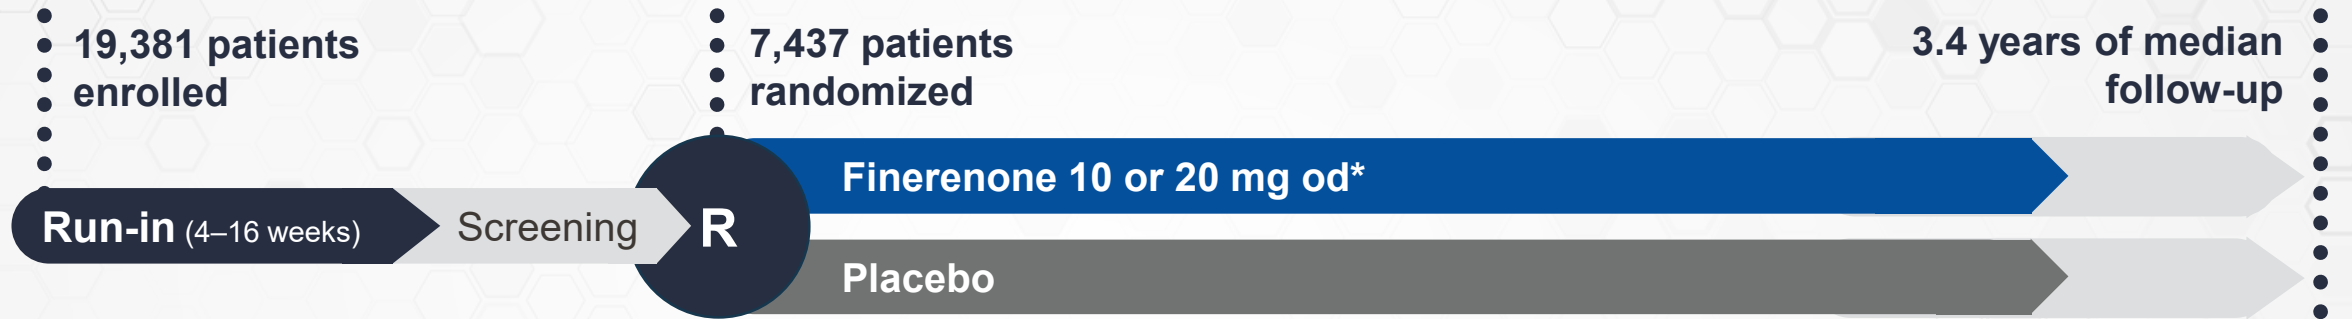 19,381 patients
enrolled
7,437 patients
randomized
3.4 years of median
follow-up
Run-in (4–16 weeks)
Screening
R
Finerenone 10 or 20 mg od*
Placebo